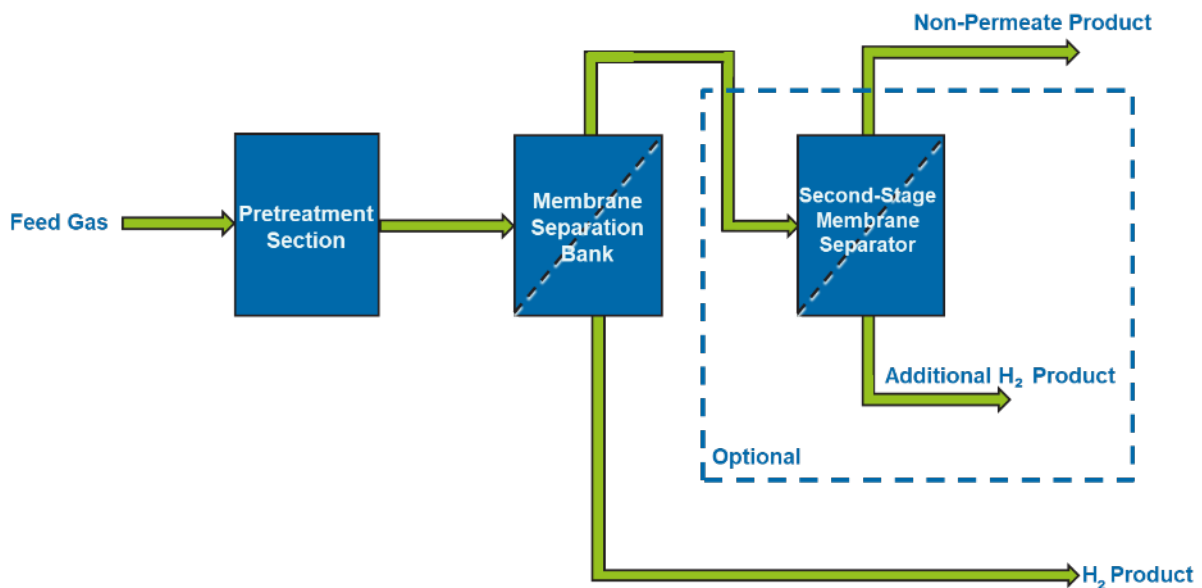 Non-Permeate Product
Feed Gas
Pretreatment
Section
Membrane
Separation
Bank
Second-Stage
Membrane
Separator
Additional H₂ Product
Optional
H₂ Product